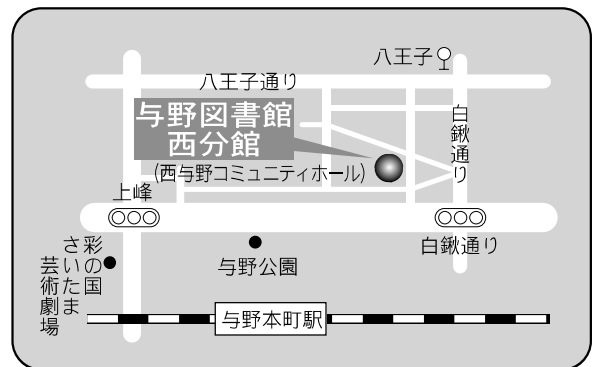 八王子
八王子通り
与野図書館
西分館
(西与野コミュニティホール)
白鍬通り
上峰
白鍬通り
彩の国
さいたま
芸術劇場
与野公園
与野本町駅